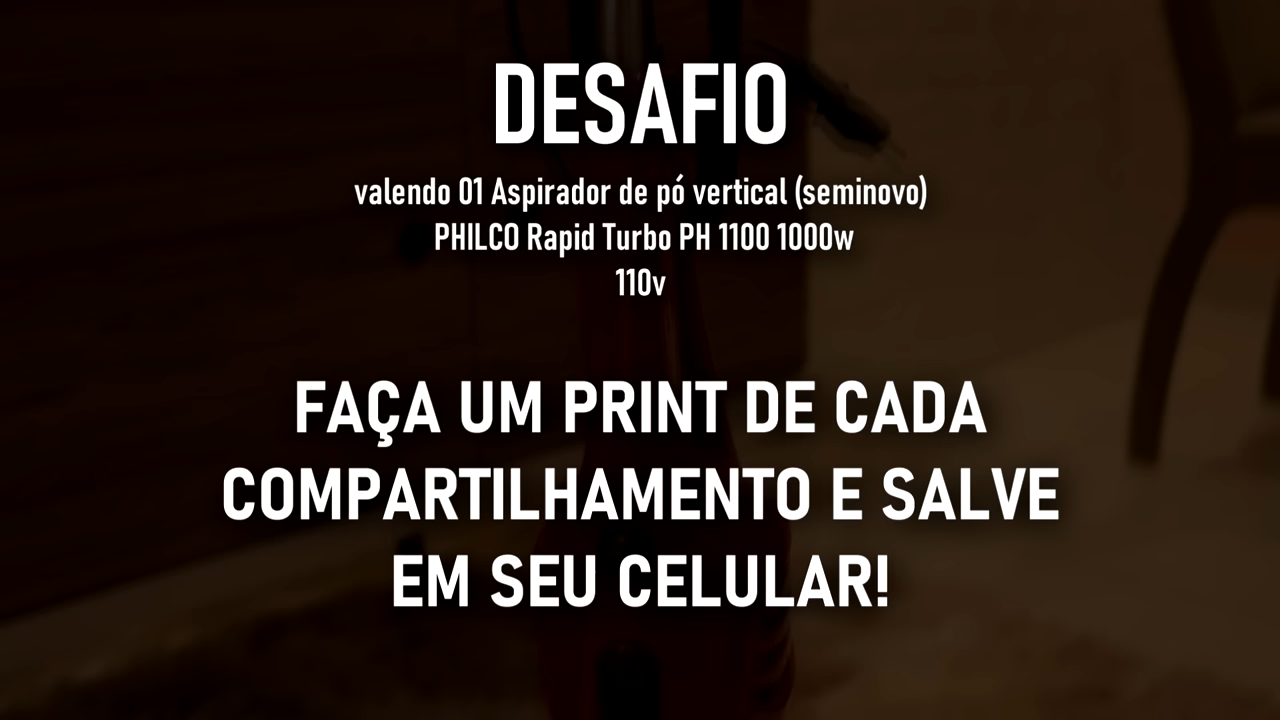 DESAFIO
valendo 01 Aspirador de pó vertical (seminovo)
PHILCO Rapid Turbo PH 1100 1000w
110v
FAÇA UM PRINT DE CADA
COMPARTILHAMENTO E SALVE
EM SEU CELULAR!